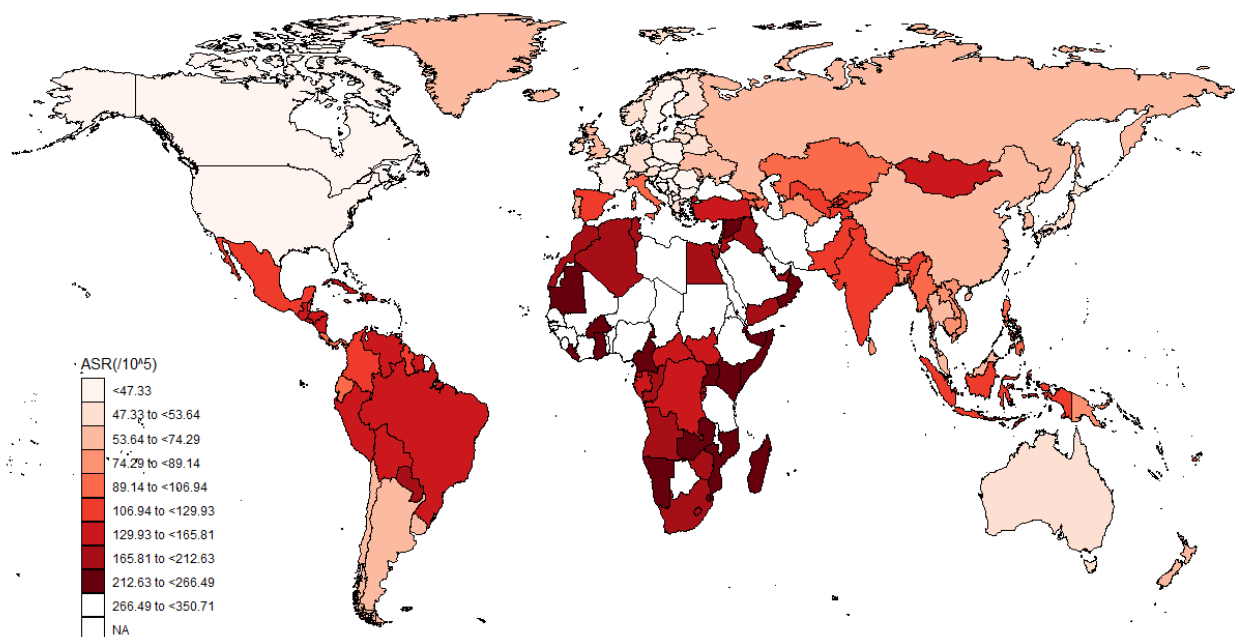 ASR(/10^5)
<47.33
47.33 to <53.64
53.64 to <74.29
74.29 to <89.14
89.14 to <106.94
106.94 to <129.93
129.93 to <165.81
165.81 to <212.63
212.63 to <266.49
266.49 to <350.71
NA